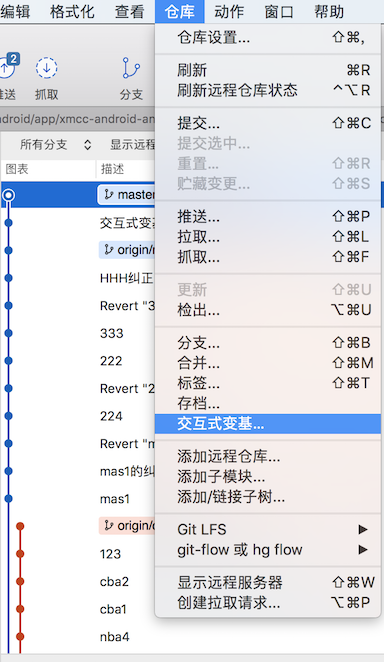 编辑 格式化 查看 仓库 动作 窗口 帮助
2
推送 抓取 分支
ndroid/app/xmcc-android-an
所有分支 显示远程
图表 描述
master
交互式变基
origin/
HHH纠正
Revert "3
333
222
Revert "2
224
Revert "m
mas1的纠
mas1
origin/
123
cba2
cba1
nba4
仓库设置... ⇧⌘,
刷新 ⌘R
刷新远程仓库状态 ^⌥R
提交... ⇧⌘C
提交选中...
重置... ⇧⌘R
贮藏变更... ⇧⌘S
推送... ⇧⌘P
拉取... ⇧⌘L
抓取... ⇧⌘F
更新 ⇧⌘U
检出... ⌥⌘U
分支... ⇧⌘B
合并... ⇧⌘M
标签... ⇧⌘T
存档...
交互式变基...
添加远程仓库...
添加子模块...
添加/链接子树...
Git LFS ▶
git-flow 或 hg flow ▶
显示远程服务器 ⇧⌘W
创建拉取请求... ⌥⌘P